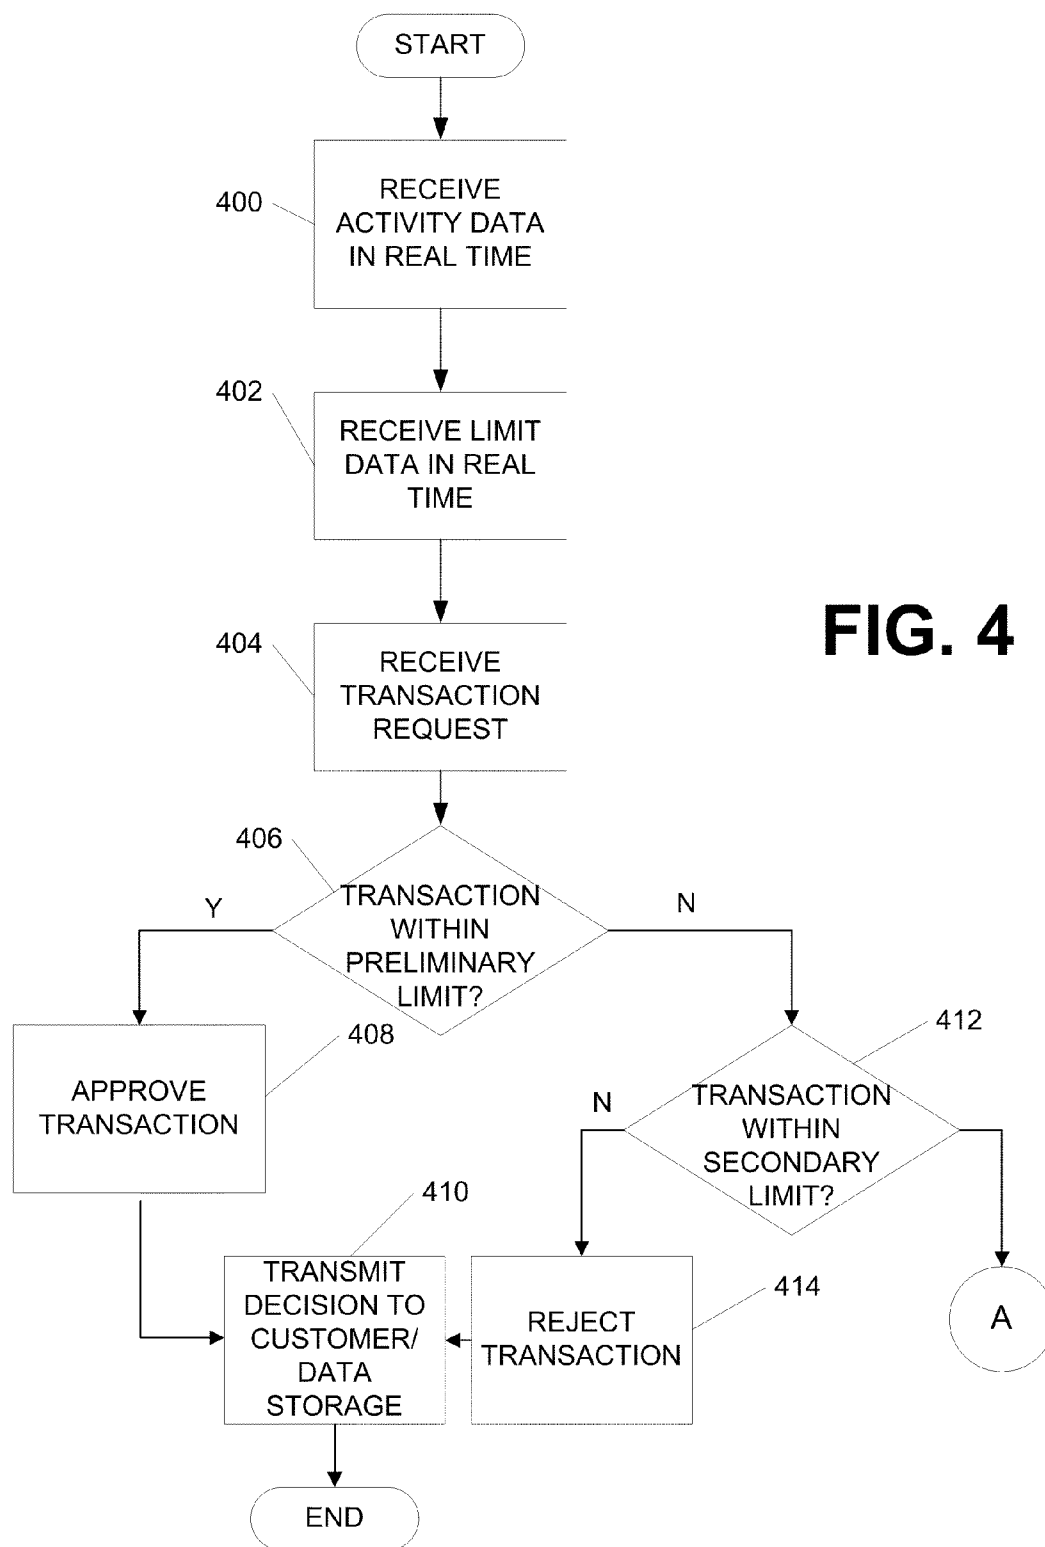 START
400
RECEIVE
ACTIVITY DATA
IN REAL TIME
402
RECEIVE LIMIT
DATA IN REAL
TIME
FIG. 4
404
RECEIVE
TRANSACTION
REQUEST
406
TRANSACTION
WITHIN
PRELIMINARY
LIMIT?
Y
N
408
APPROVE
TRANSACTION
412
TRANSACTION
WITHIN
SECONDARY
LIMIT?
N
410
TRANSMIT
DECISION TO
CUSTOMER/
DATA
STORAGE
414
REJECT
TRANSACTION
A
END